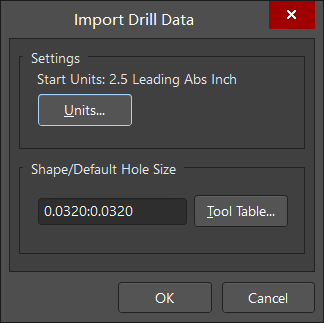 Import Drill Data
Settings
Start Units: 2.5 Leading Abs Inch
Units...
Shape/Default Hole Size
0.0320:0.0320
Tool Table...
OK
Cancel